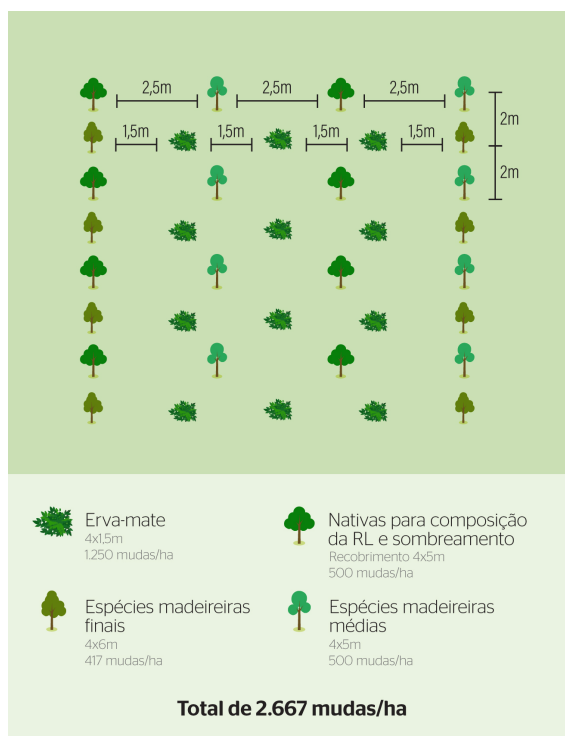 2,5m 2,5m 2,5m
2m
1,5m 1,5m 1,5m 1,5m
2m
Erva-mate
4x1,5m
1.250 mudas/ha
Nativas para composição
da RL e sombreamento
Recobrimento 4x5m
500 mudas/ha
Espécies madeireiras
finais
4x6m
417 mudas/ha
Espécies madeireiras
médias
4x5m
500 mudas/ha
Total de 2.667 mudas/ha